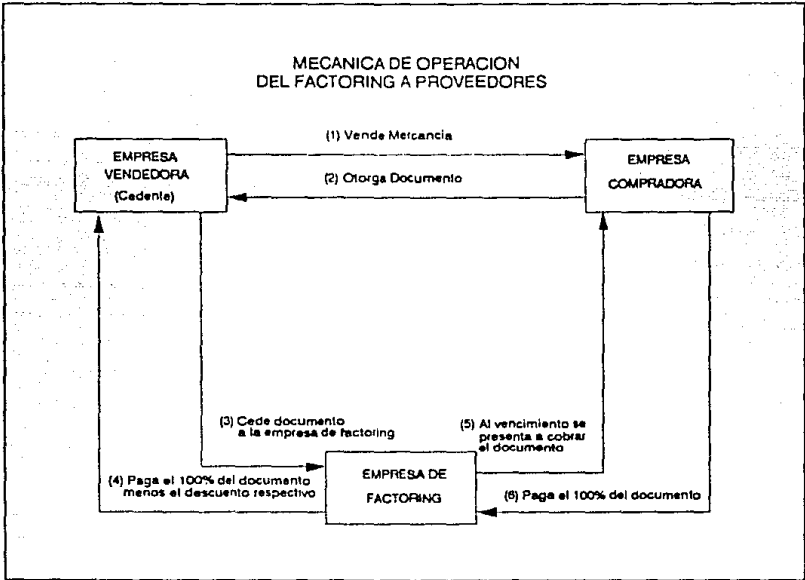 MECANICA DE OPERACION
DEL FACTORING A PROVEEDORES
(1) Vende Mercancia
EMPRESA
VENDEDORA
(Cedente)
EMPRESA
COMPRADORA
(2) Otorga Documento
(3) Cede documento
a la empresa de factoring
(5) Al vencimiento se
presenta a cobrar
el documento
(4) Paga el 100% del documento
menos el descuento respectivo
EMPRESA DE
FACTORING
(6) Paga el 100% del documento